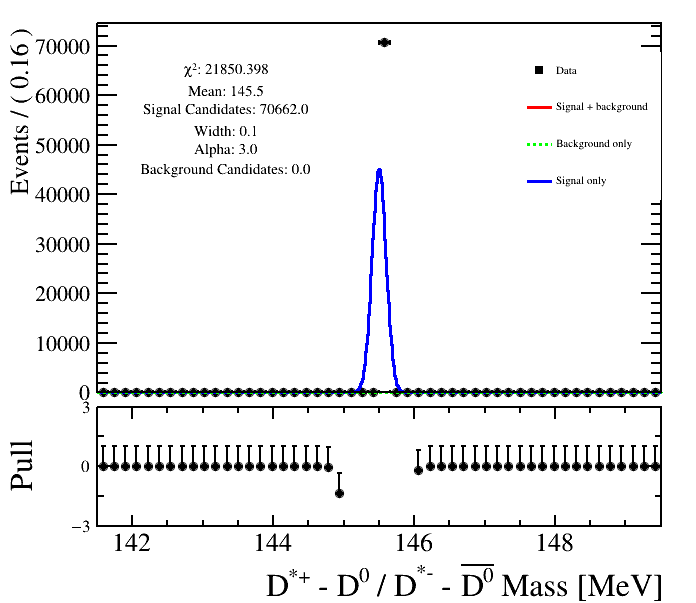 Events / ( 0.16 )
70000
60000
50000
40000
30000
20000
10000
0
χ²: 21850.398
Mean: 145.5
Signal Candidates: 70662.0
Width: 0.1
Alpha: 3.0
Background Candidates: 0.0
Data
Signal + background
Background only
Signal only
Pull
3
0
−3
142 144 146 148
D*+ - D⁰ / D*- - D̅⁰ Mass [MeV]